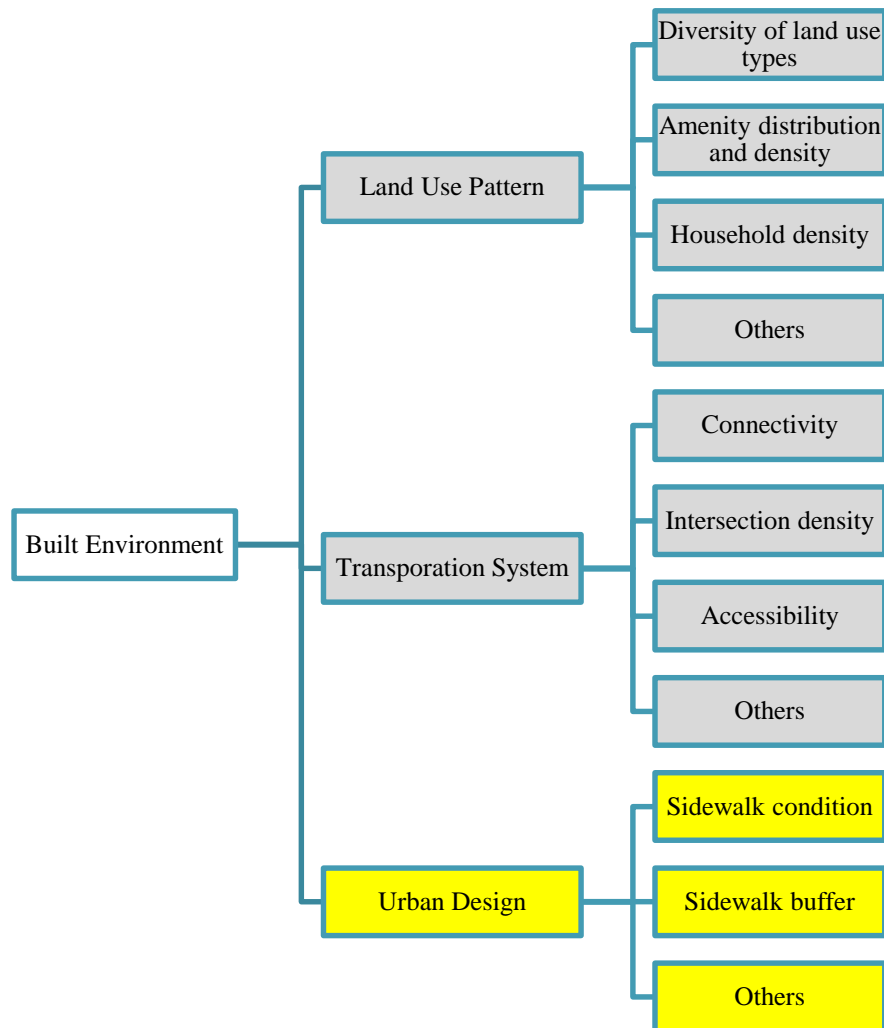 Diversity of land use
types
Amenity distribution
and density
Land Use Pattern
Household density
Others
Connectivity
Intersection density
Built Environment
Transporation System
Accessibility
Others
Sidewalk condition
Urban Design
Sidewalk buffer
Others